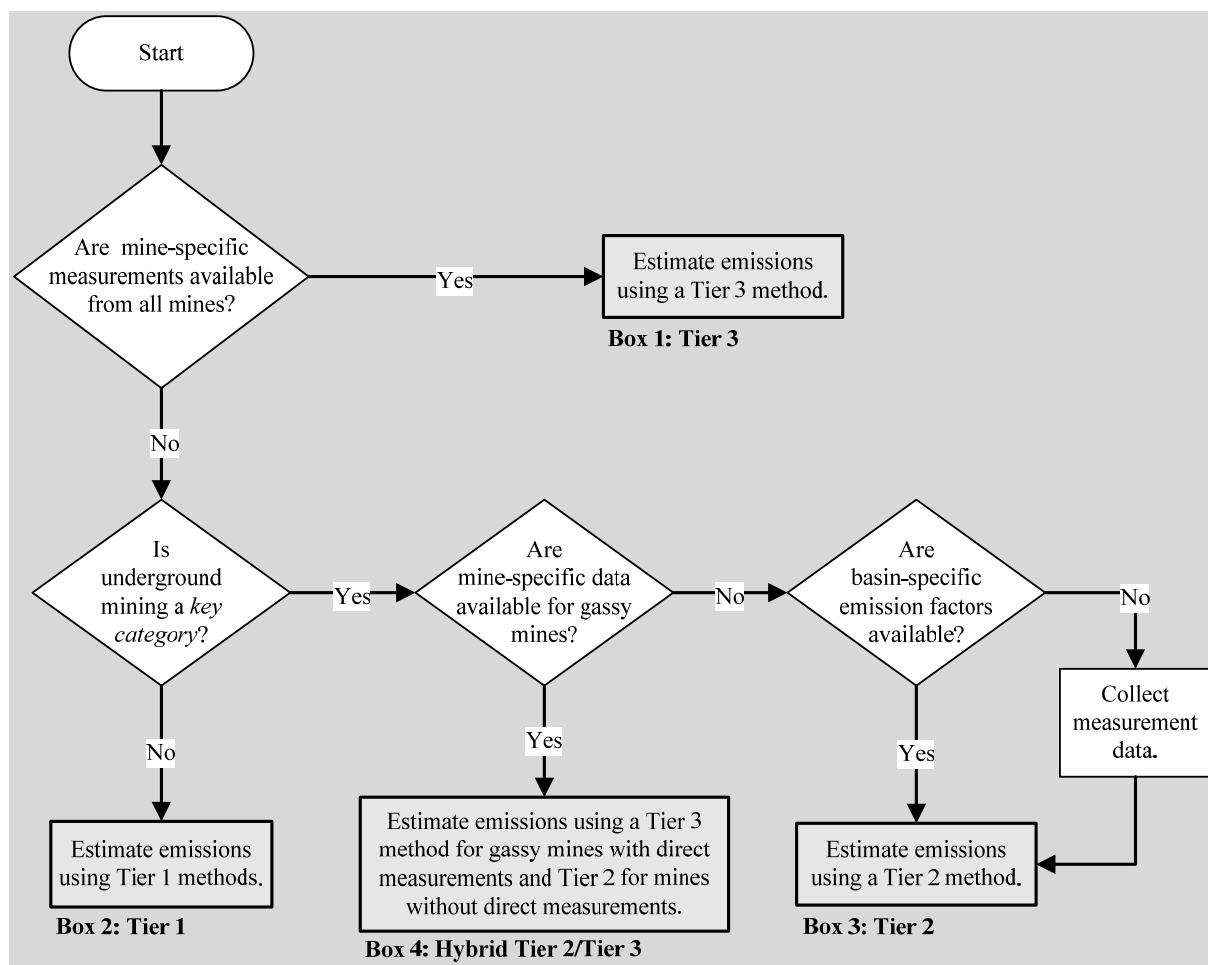 Start
Are mine-specific
measurements available
from all mines?
Yes
Estimate emissions
using a Tier 3 method.
Box 1: Tier 3
No
Is
underground
mining a key
category?
Yes
Are
mine-specific data
available for gassy
mines?
No
Are
basin-specific
emission factors
available?
No
Collect
measurement
data.
No
Yes
Yes
Estimate emissions
using Tier 1 methods.
Box 2: Tier 1
Estimate emissions using a Tier 3
method for gassy mines with direct
measurements and Tier 2 for mines
without direct measurements.
Box 4: Hybrid Tier 2/Tier 3
Estimate emissions
using a Tier 2 method.
Box 3: Tier 2